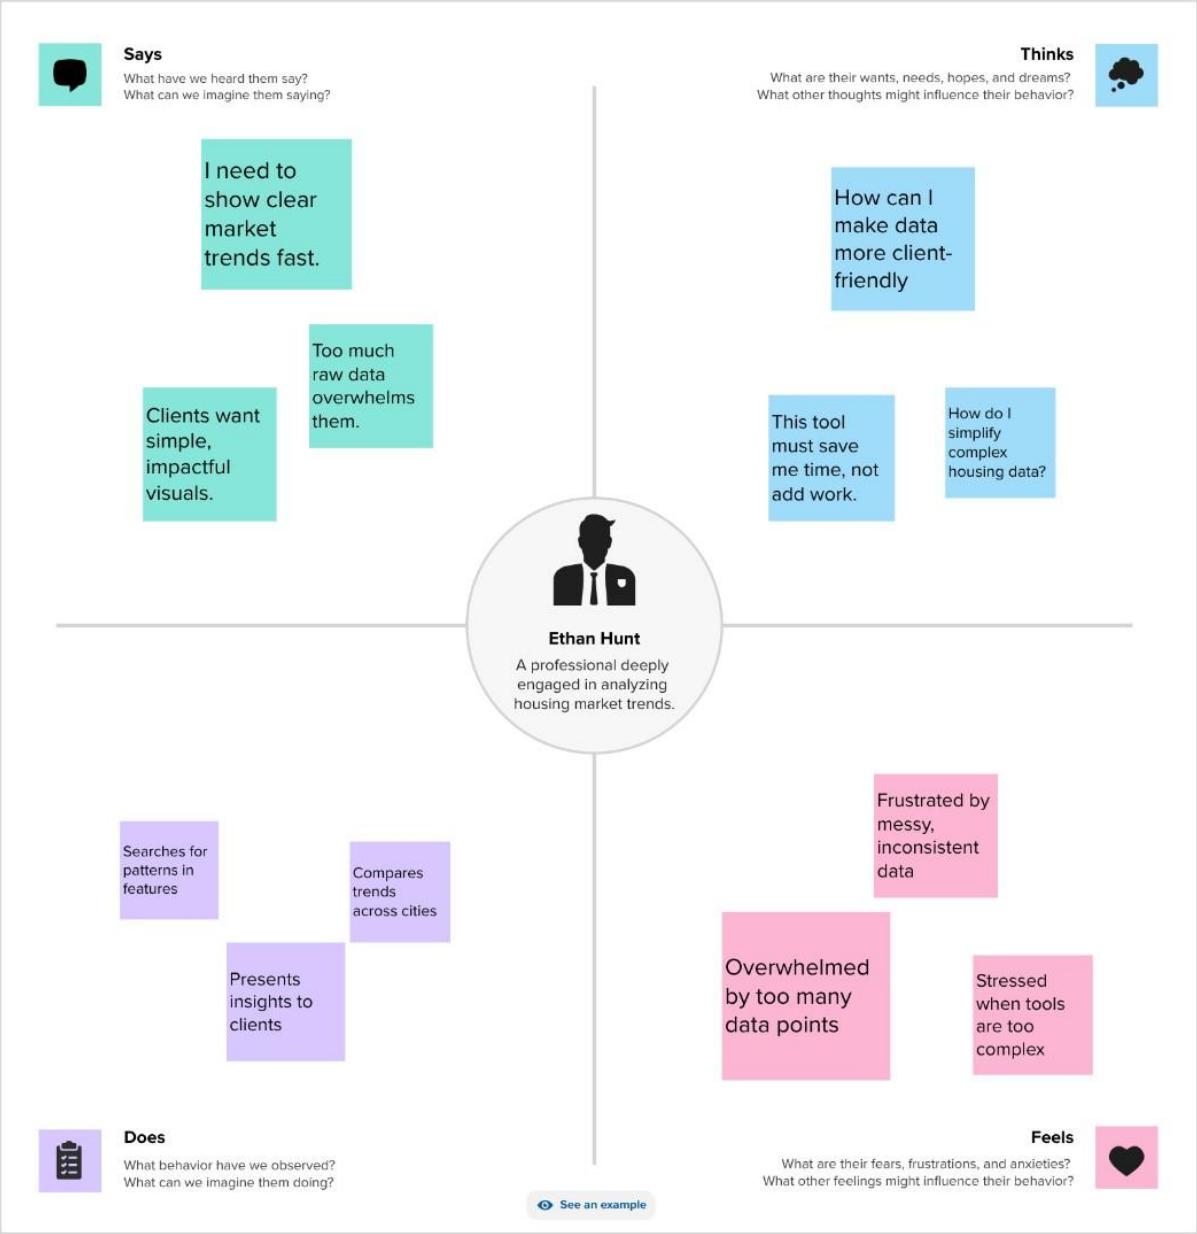 Says
What have we heard them say?
What can we imagine them saying?
Thinks
What are their wants, needs, hopes, and dreams?
What other thoughts might influence their behavior?
I need to
show clear
market
trends fast.
Too much
raw data
overwhelms
them.
Clients want
simple,
impactful
visuals.
How can I
make data
more client-
friendly
This tool
must save
me time, not
add work.
How do I
simplify
complex
housing data?
Ethan Hunt
A professional deeply
engaged in analyzing
housing market trends.
Searches for
patterns in
features
Compares
trends
across cities
Presents
insights to
clients
Frustrated by
messy,
inconsistent
data
Overwhelmed
by too many
data points
Stressed
when tools
are too
complex
Does
What behavior have we observed?
What can we imagine them doing?
Feels
What are their fears, frustrations, and anxieties?
What other feelings might influence their behavior?
See an example